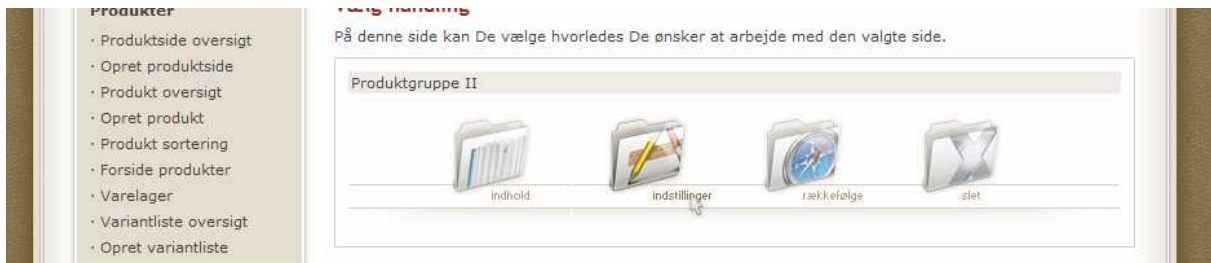 Produkter
· Produktside oversigt
· Opret produktside
· Produkt oversigt
· Opret produkt
· Produkt sortering
· Forside produkter
· Varelager
· Variantliste oversigt
· Opret variantliste
Vælg handling
På denne side kan De vælge hvorledes De ønsker at arbejde med den valgte side.
Produktgruppe II
indhold
indstillinger
rækkefølge
slet